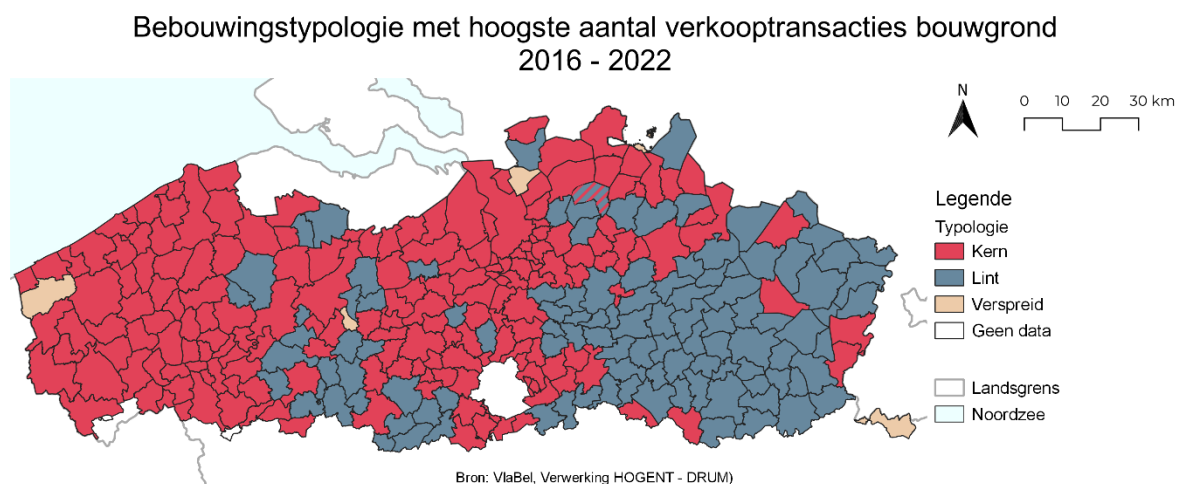 Bebouwingstypologie met hoogste aantal verkooptransacties bouwgrond
2016 - 2022
N
0 10 20 30 km
Legende
Typologie
Kern
Lint
Verspreid
Geen data
Landsgrens
Noordzee
Bron: VlaBel, Verwerking HOGENT - DRUM)